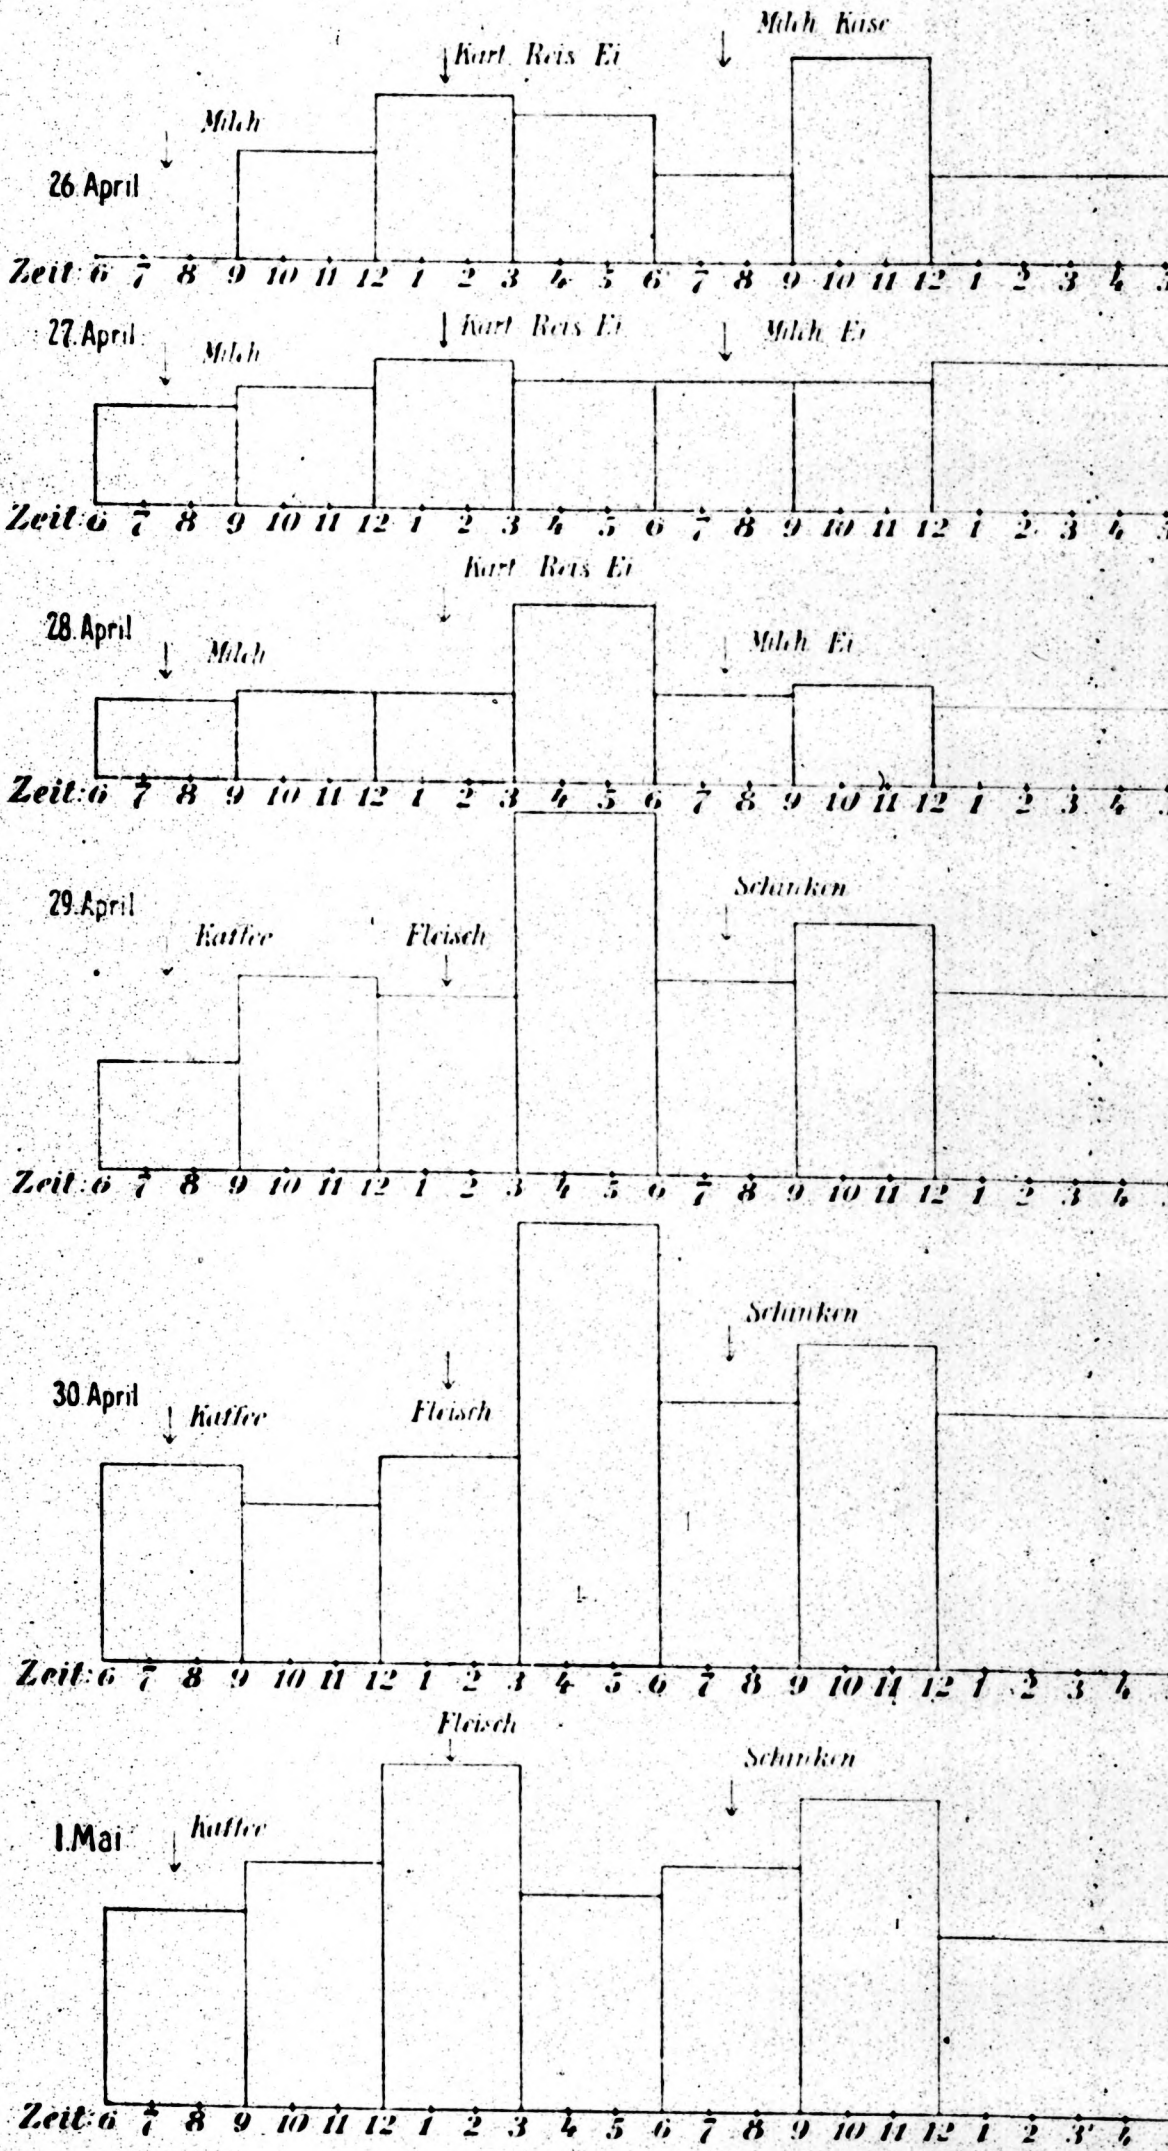 Milch Käse
Kart. Reis Ei
Milch
26. April
Zeit: 6 7 8 9 10 11 12 1 2 3 4 5 6 7 8 9 10 11 12 1 2 3 4
27. April
Kart. Reis Ei
Milch Ei
Milch
Zeit: 6 7 8 9 10 11 12 1 2 3 4 5 6 7 8 9 10 11 12 1 2 3 4
Kart. Reis Ei
28. April
Milch Ei
Milch
Zeit: 6 7 8 9 10 11 12 1 2 3 4 5 6 7 8 9 10 11 12 1 2 3 4
29. April
Schinken
Kaffee
Fleisch
Zeit: 6 7 8 9 10 11 12 1 2 3 4 5 6 7 8 9 10 11 12 1 2 3 4
Schinken
30. April
Kaffee
Fleisch
Zeit: 6 7 8 9 10 11 12 1 2 3 4 5 6 7 8 9 10 11 12 1 2 3 4
Fleisch
Schinken
1. Mai
Kaffee
Zeit: 6 7 8 9 10 11 12 1 2 3 4 5 6 7 8 9 10 11 12 1 2 3 4